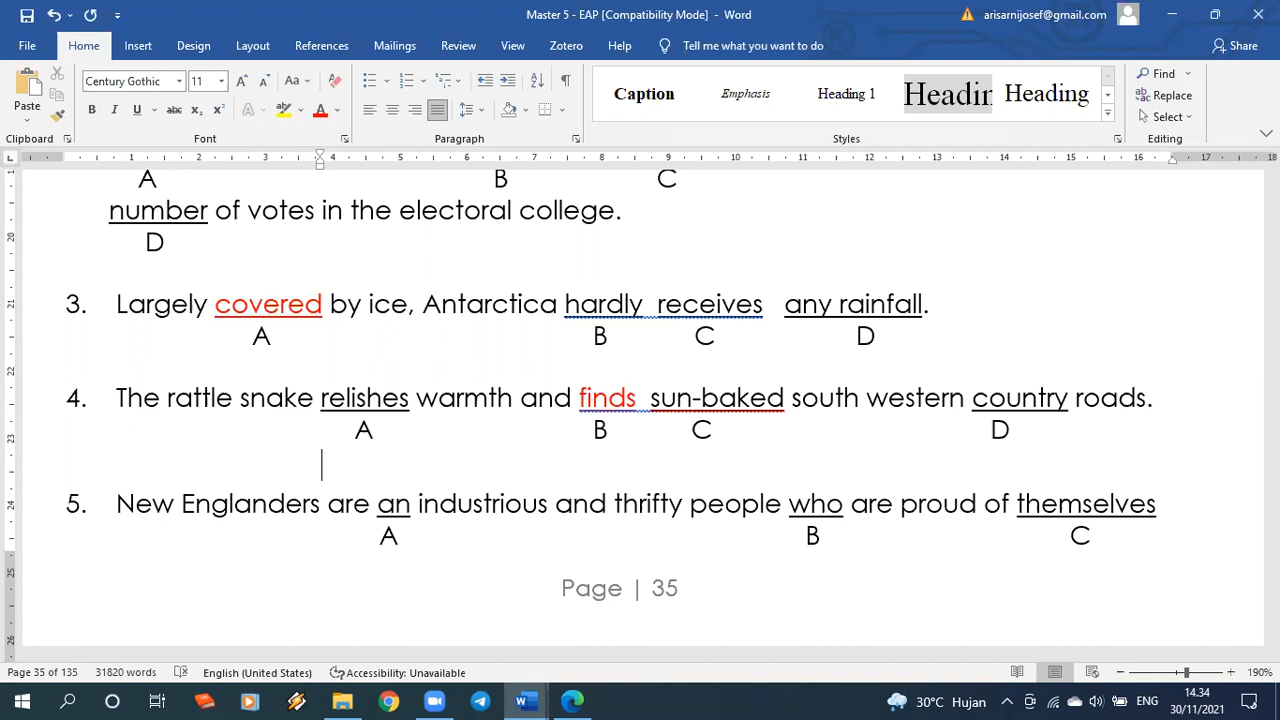 Master 5 - EAP [Compatibility Mode] - Word
arisarnijosef@gmail.com
File Home Insert Design Layout References Mailings Review View Zotero Help Tell me what you want to do Share
Paste
Century Gothic 11
Caption Emphasis Heading 1 Headin Heading
Find
Replace
Select
Clipboard Font Paragraph Styles Editing
A B C
number of votes in the electoral college.
D
3. Largely covered by ice, Antarctica hardly receives any rainfall.
A B C D
4. The rattle snake relishes warmth and finds sun-baked south western country roads.
A B C D
5. New Englanders are an industrious and thrifty people who are proud of themselves
A B C
Page | 35
Page 35 of 135 31820 words English (United States) Accessibility: Unavailable 190%
30°C Hujan ENG 14.34
30/11/2021